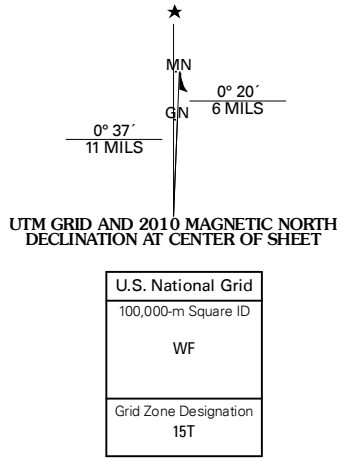 ★
MN
0° 20´
6 MILS
GN
0° 37´
11 MILS
UTM GRID AND 2010 MAGNETIC NORTH
DECLINATION AT CENTER OF SHEET
U.S. National Grid
100,000-m Square ID
WF
Grid Zone Designation
15T